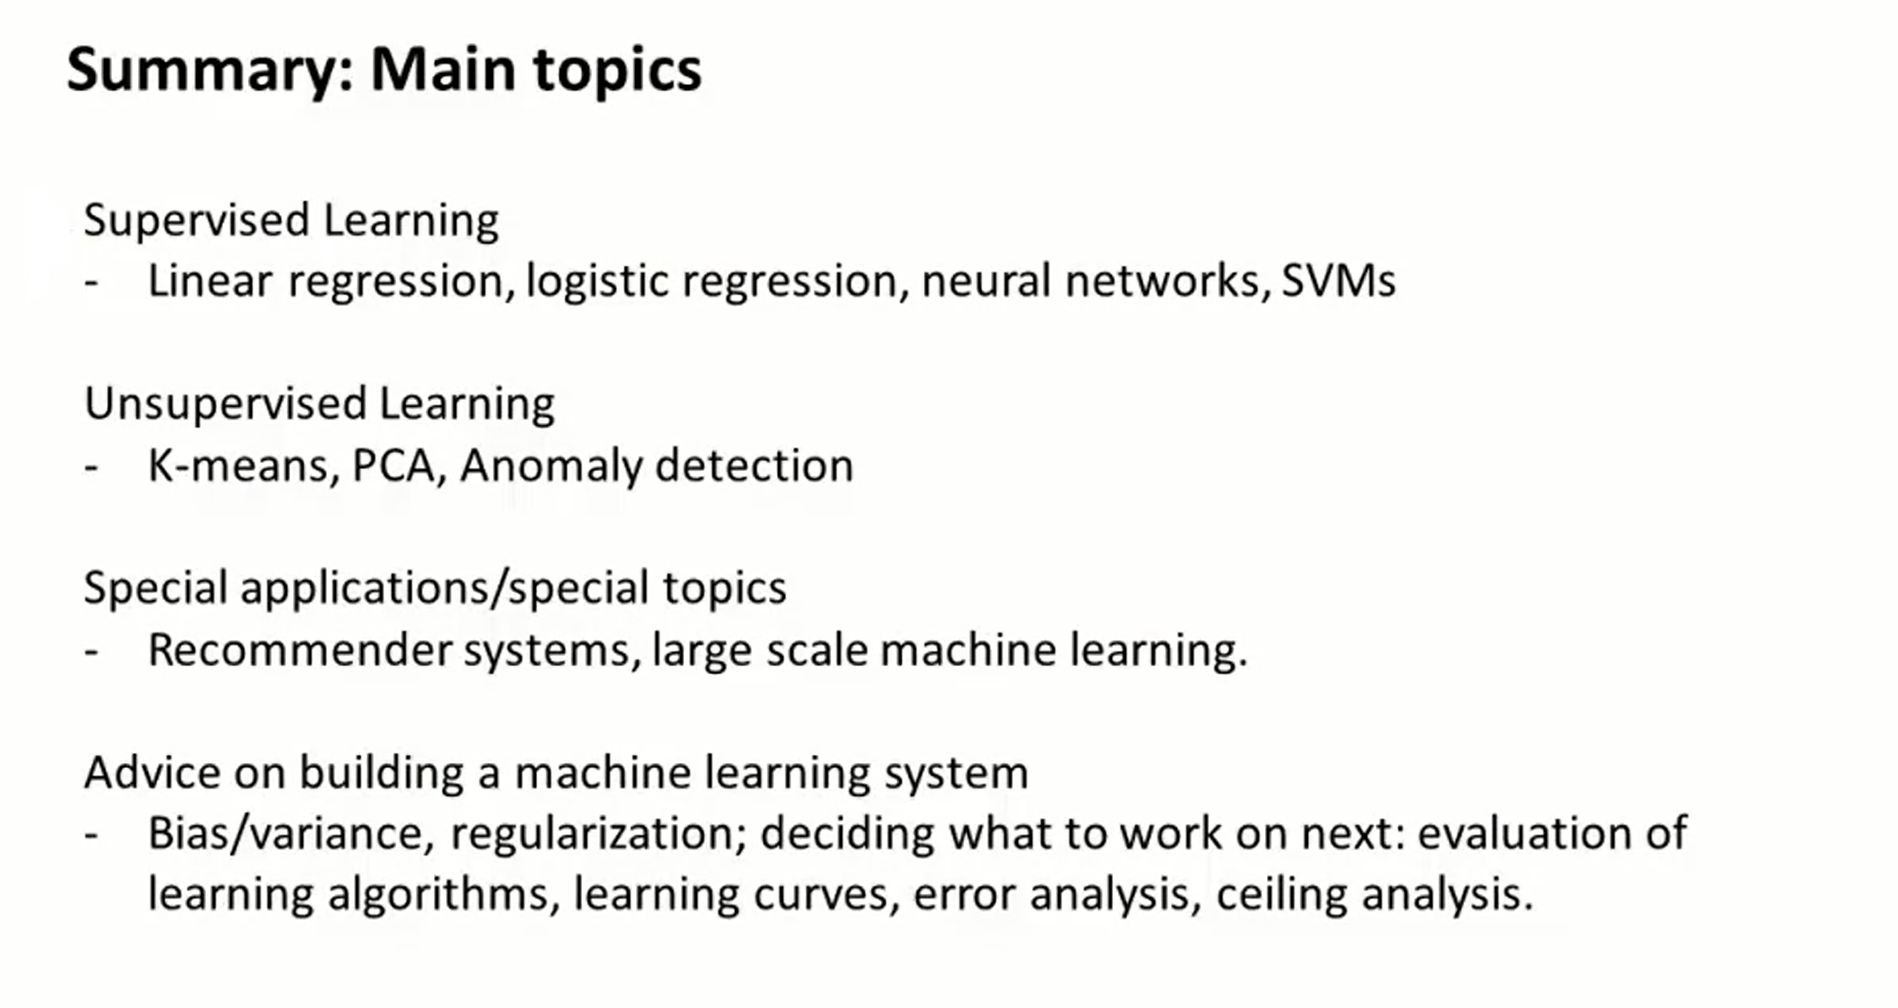 Summary: Main topics
Supervised Learning
- Linear regression, logistic regression, neural networks, SVMs
Unsupervised Learning
- K-means, PCA, Anomaly detection
Special applications/special topics
- Recommender systems, large scale machine learning.
Advice on building a machine learning system
- Bias/variance, regularization; deciding what to work on next: evaluation of
learning algorithms, learning curves, error analysis, ceiling analysis.